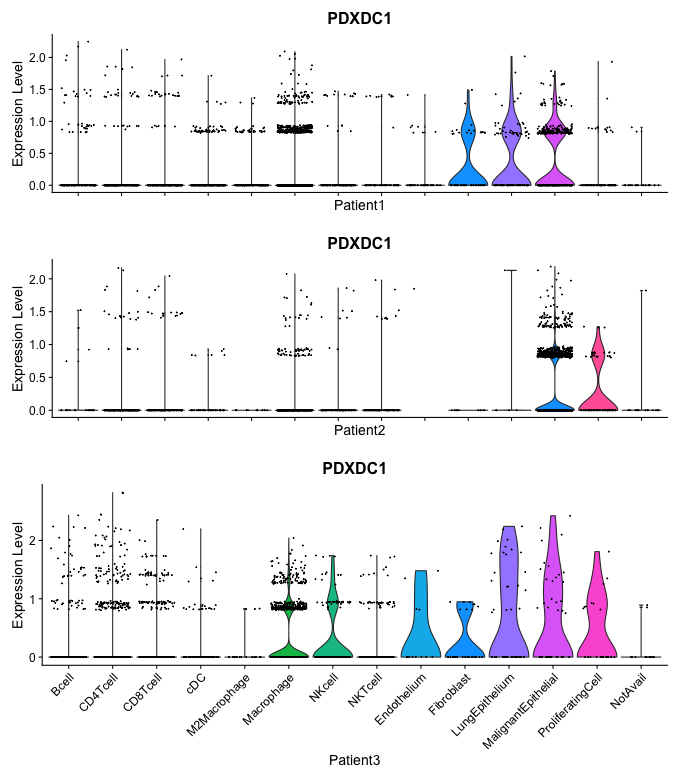 PDXDC1
Expression Level
2.0
1.5
1.0
0.5
0.0
Patient1
PDXDC1
Expression Level
2.0
1.5
1.0
0.5
0.0
Patient2
PDXDC1
Expression Level
2
1
0
Bcell
CD4Tcell
CD8Tcell
cDC
M2Macrophage
Macrophage
NKcell
NKTcell
Endothelium
Fibroblast
LungEpithelium
MalignantEpithelial
ProliferatingCell
NotAvail
Patient3